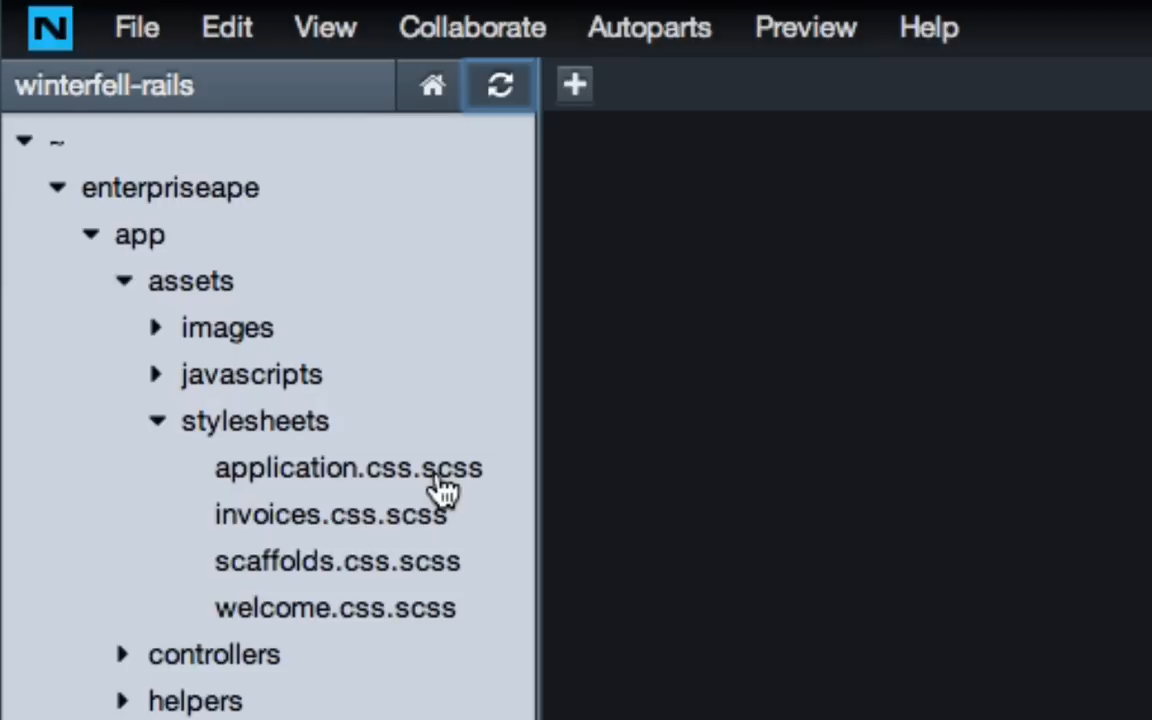 N File Edit View Collaborate Autoparts Preview Help
winterfell-rails
~
enterpriseape
app
assets
images
javascripts
stylesheets
application.css.scss
invoices.css.scss
scaffolds.css.scss
welcome.css.scss
controllers
helpers